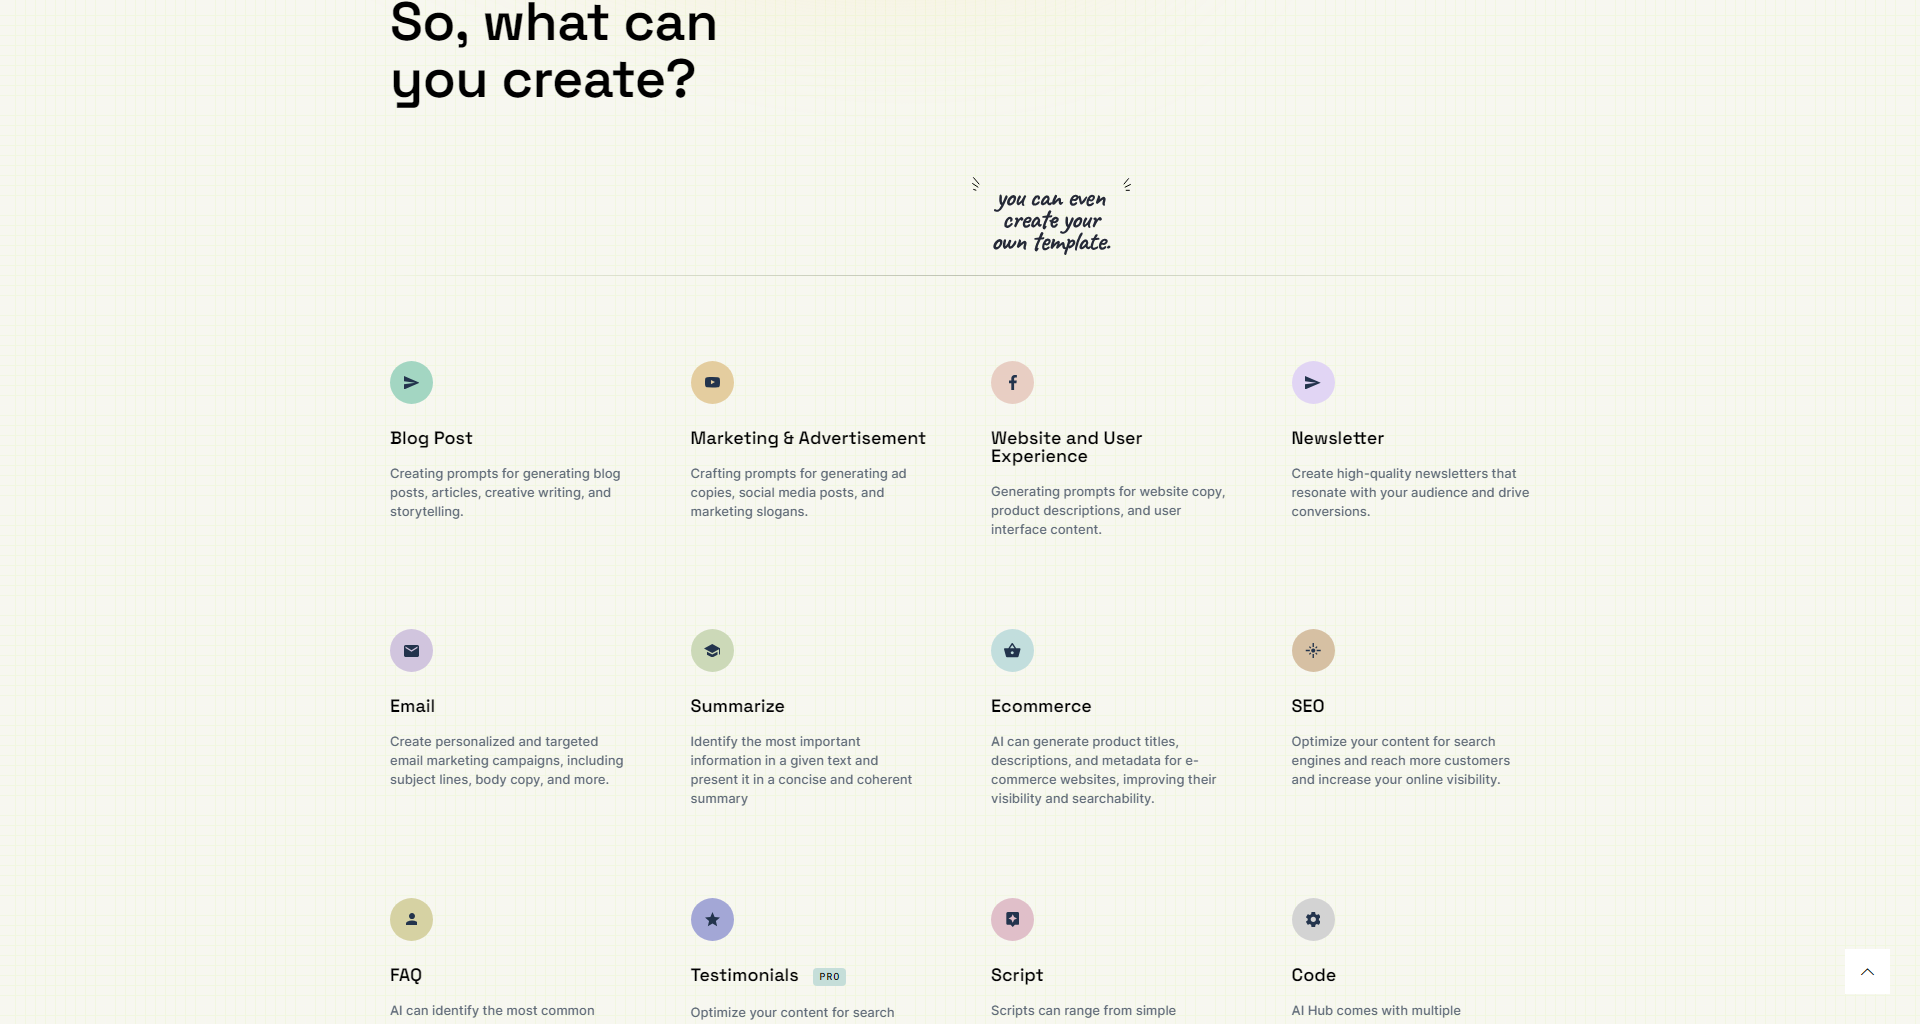 So, what can
you create?
you can even
create your
own template.
Blog Post
Creating prompts for generating blog
posts, articles, creative writing, and
storytelling.
Marketing & Advertisement
Crafting prompts for generating ad
copies, social media posts, and
marketing slogans.
Website and User
Experience
Generating prompts for website copy,
product descriptions, and user
interface content.
Newsletter
Create high-quality newsletters that
resonate with your audience and drive
conversions.
Email
Create personalized and targeted
email marketing campaigns, including
subject lines, body copy, and more.
Summarize
Identify the most important
information in a given text and
present it in a concise and coherent
summary
Ecommerce
AI can generate product titles,
descriptions, and metadata for e-
commerce websites, improving their
visibility and searchability.
SEO
Optimize your content for search
engines and reach more customers
and increase your online visibility.
FAQ
AI can identify the most common
Testimonials PRO
Optimize your content for search
Script
Scripts can range from simple
Code
AI Hub comes with multiple